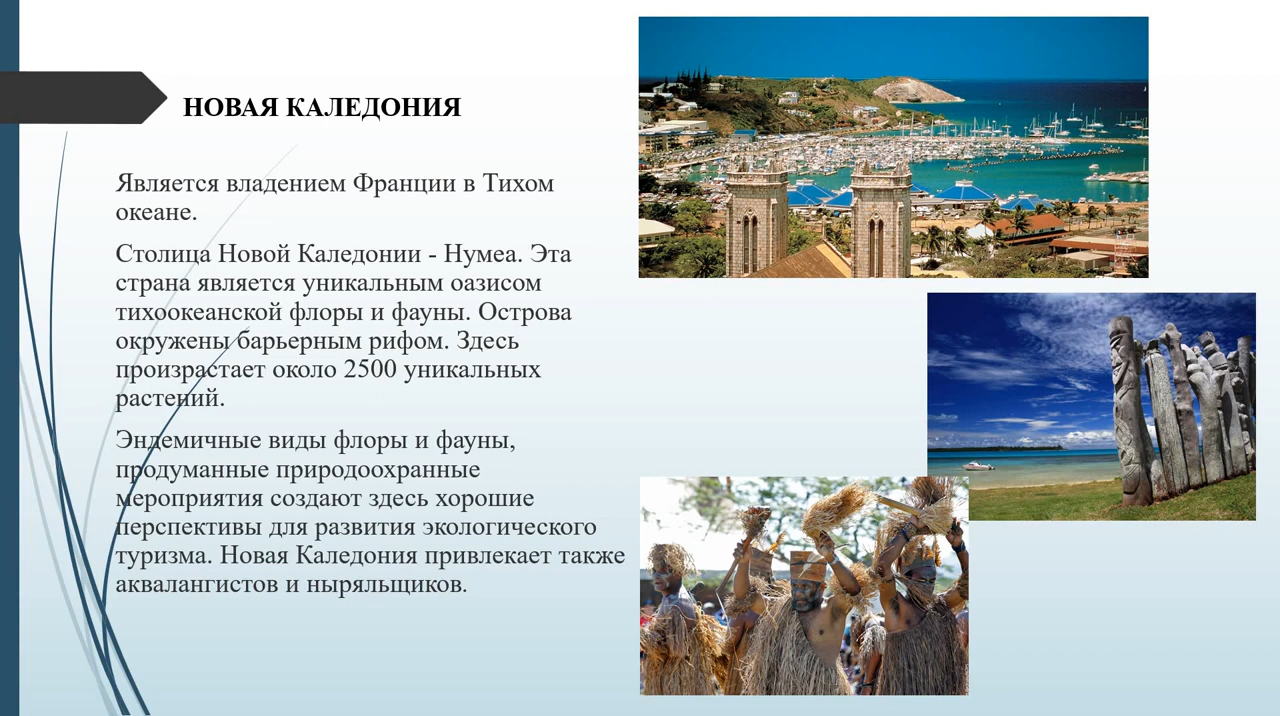 НОВАЯ КАЛЕДОНИЯ
Является владением Франции в Тихом
океане.
Столица Новой Каледонии - Нумеа. Эта
страна является уникальным оазисом
тихоокеанской флоры и фауны. Острова
окружены барьерным рифом. Здесь
произрастает около 2500 уникальных
растений.
Эндемичные виды флоры и фауны,
продуманные природоохранные
мероприятия создают здесь хорошие
перспективы для развития экологического
туризма. Новая Каледония привлекает также
аквалангистов и ныряльщиков.